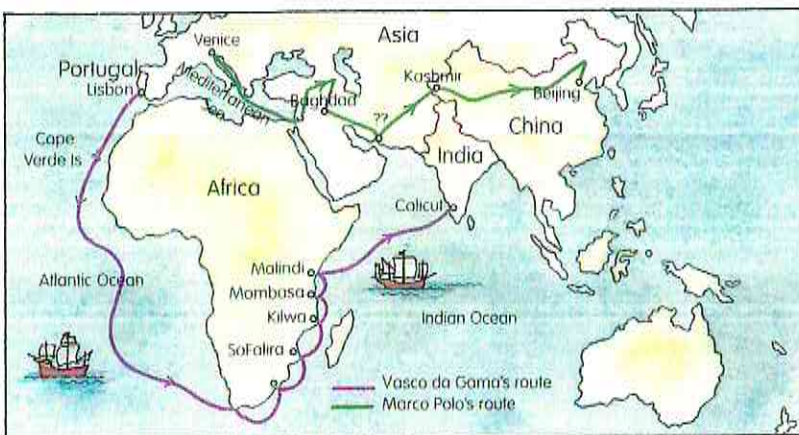 Asia
Venice
Portugal
Lisbon
Mediterranean
Sea
Baghdad
??
Kashmir
Beijing
China
India
Cape
Verde Is
Africa
Calicut
Malindi
Mombasa
Kilwa
SoFalira
Atlantic Ocean
Indian Ocean
Vasco da Gama's route
Marco Polo's route